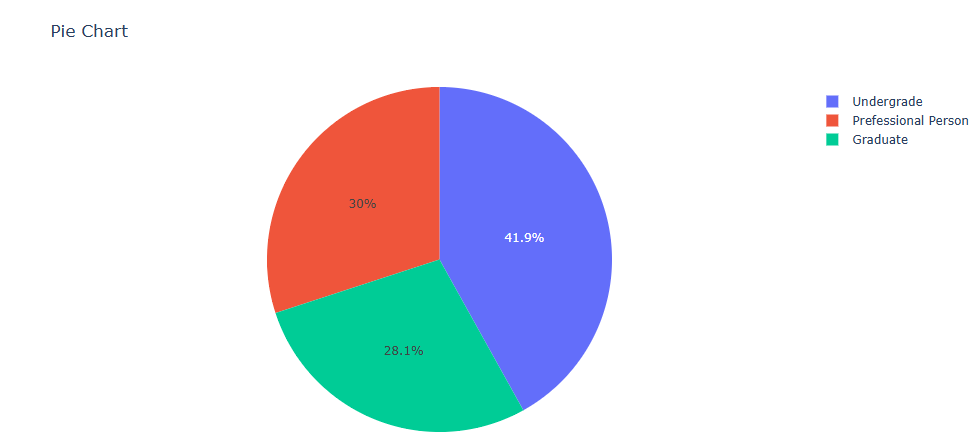 Pie Chart
Undergrade
Prefessional Person
Graduate
30%
41.9%
28.1%